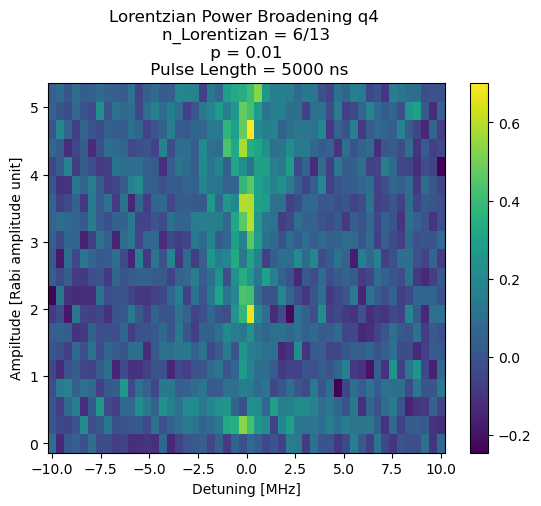 Lorentzian Power Broadening q4
n_Lorentizan = 6/13
p = 0.01
Pulse Length = 5000 ns
Amplitude [Rabi amplitude unit]
5
4
3
2
1
0
−10.0 −7.5 −5.0 −2.5 0.0 2.5 5.0 7.5 10.0
Detuning [MHz]
0.6
0.4
0.2
0.0
−0.2